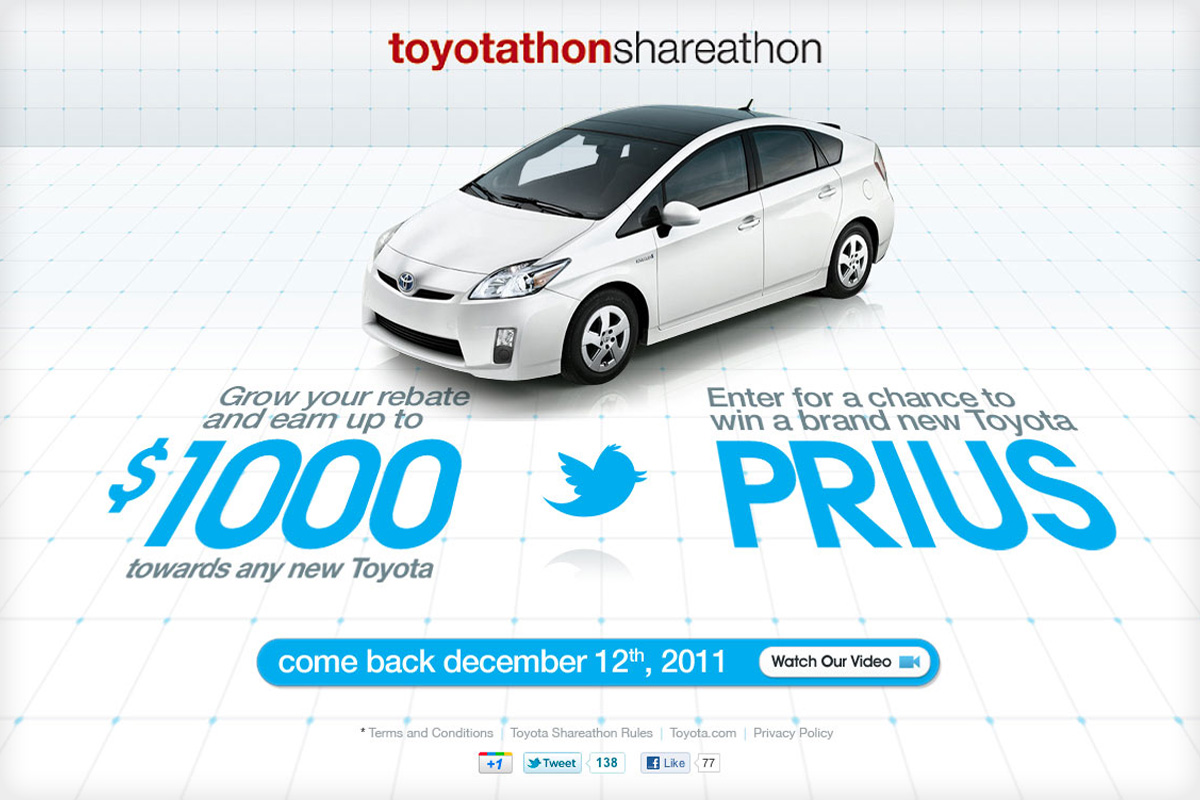 toyotathonshareathon
Grow your rebate
and earn up to
$1000
towards any new Toyota
Enter for a chance to
win a brand new Toyota
PRIUS
come back december 12th, 2011
Watch Our Video
* Terms and Conditions | Toyota Shareathon Rules | Toyota.com | Privacy Policy
+1 Tweet 138 Like 77